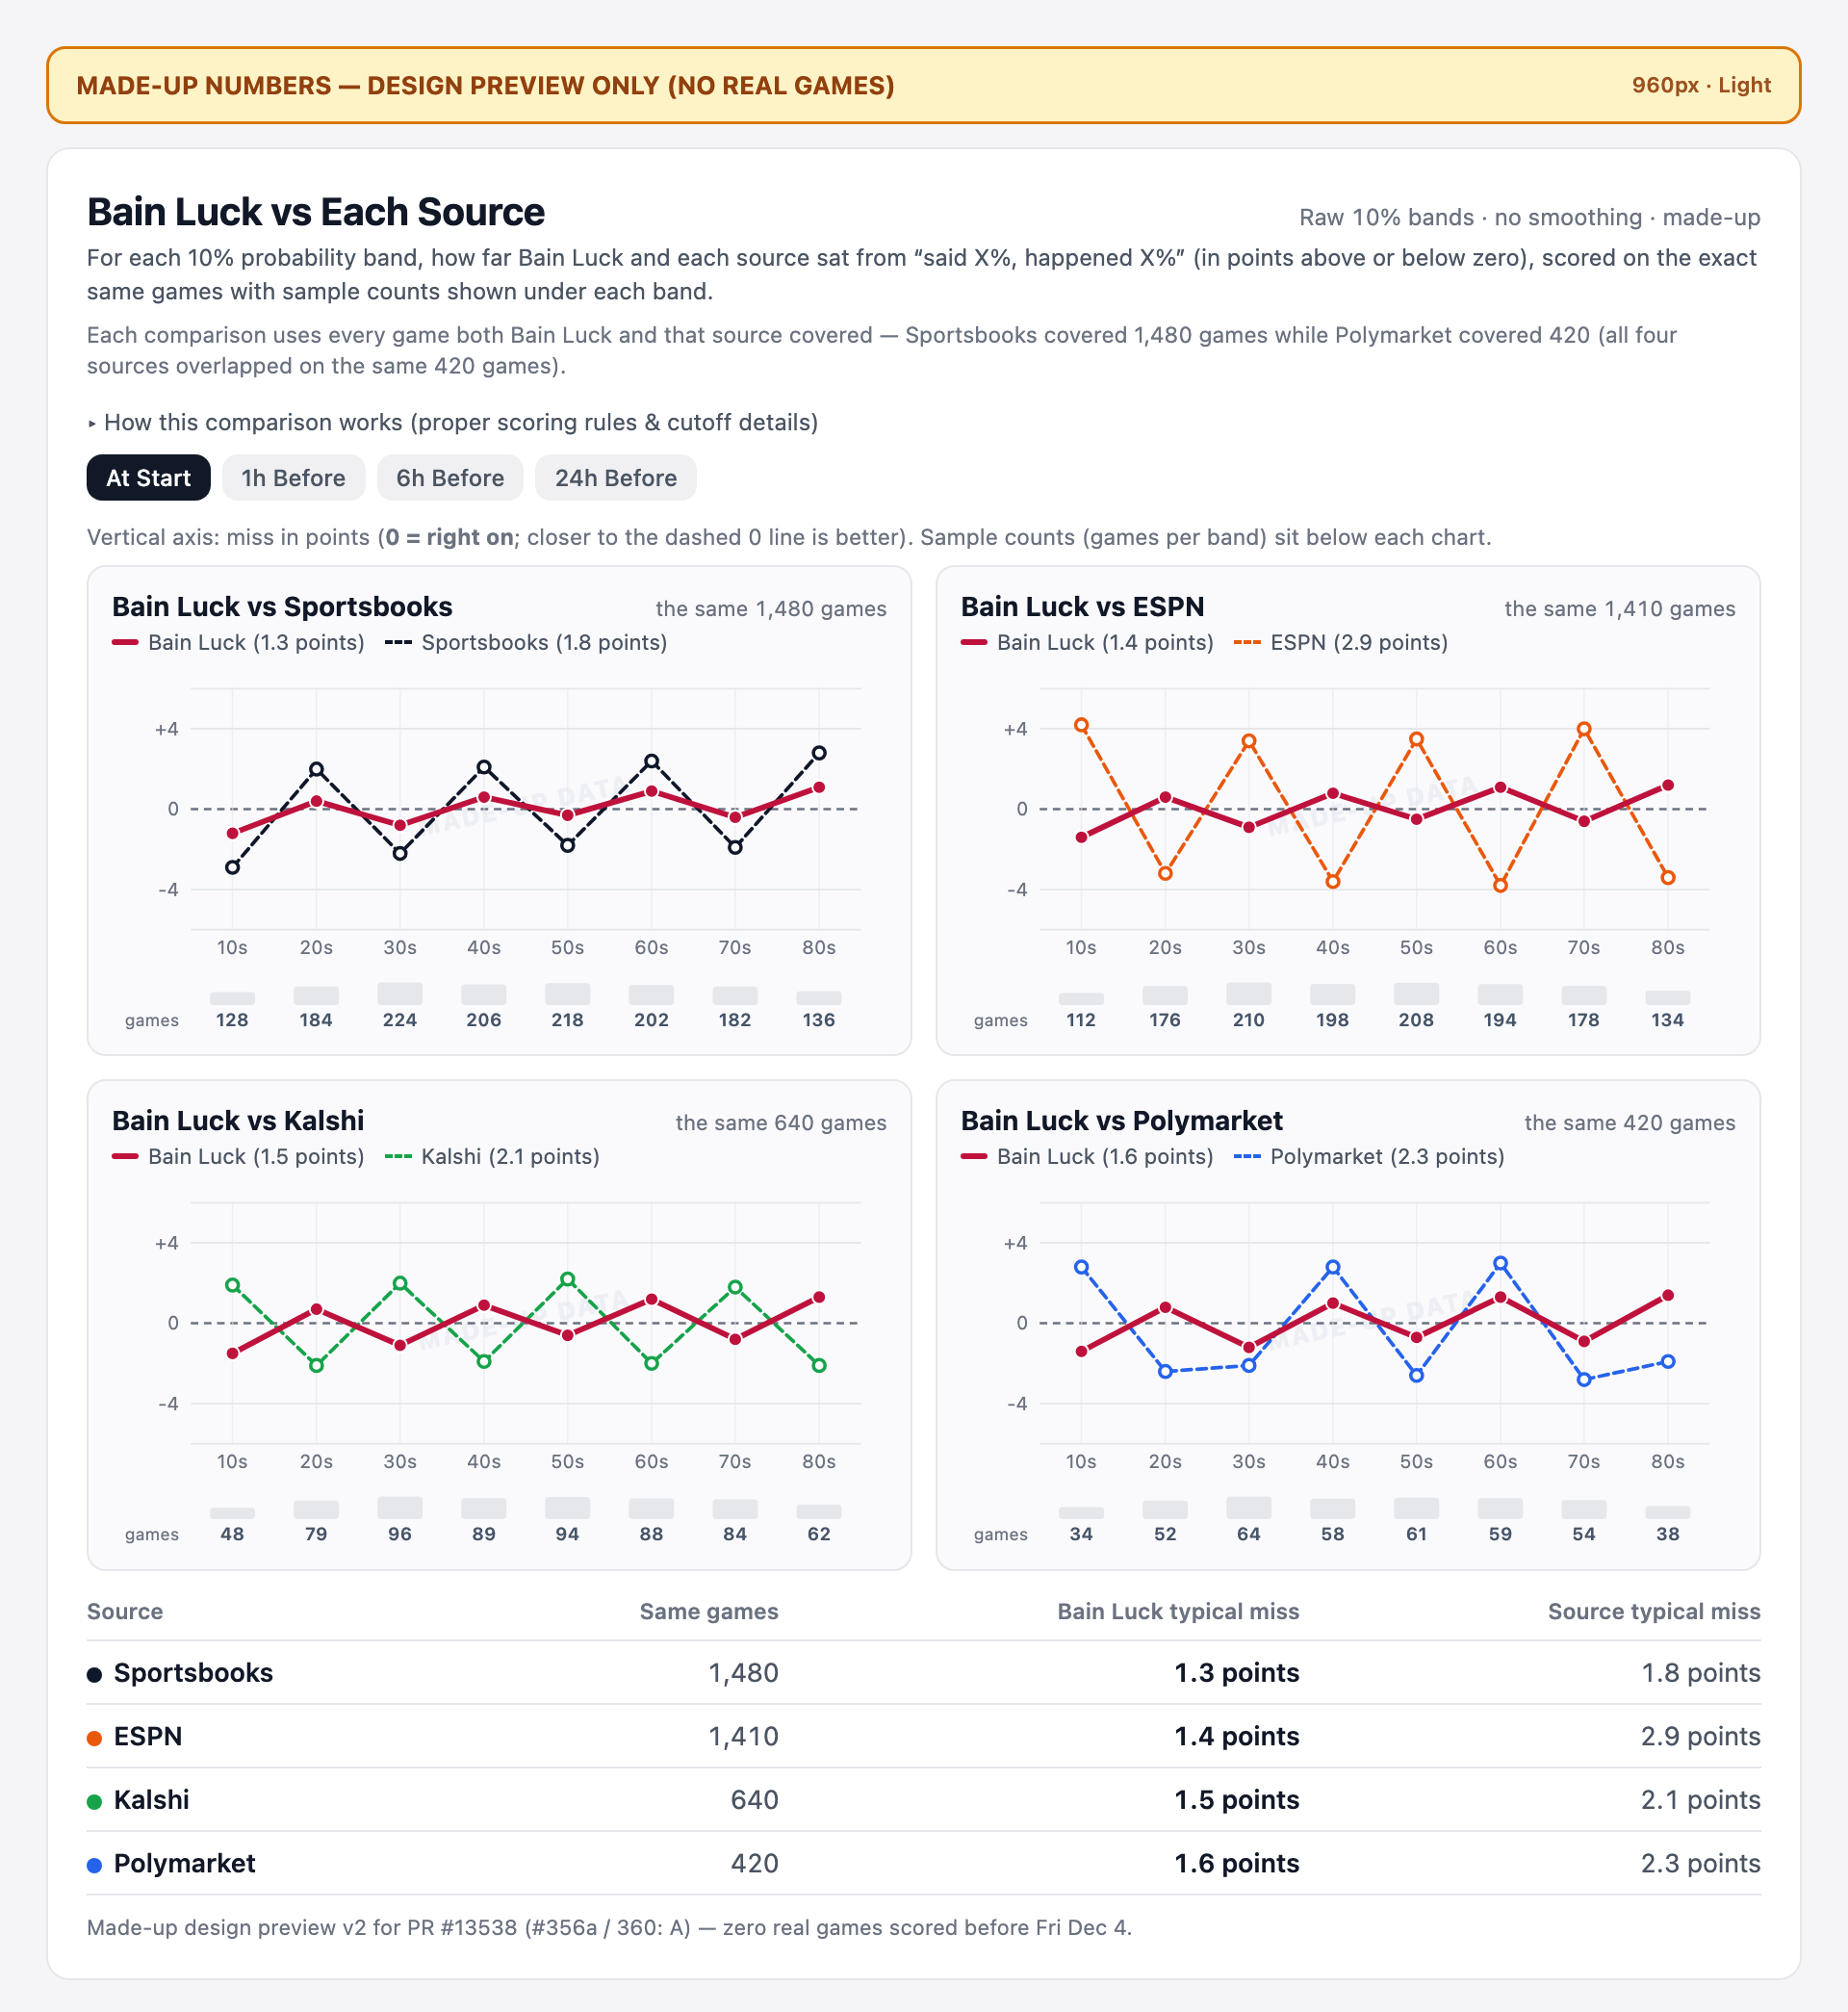 MADE-UP NUMBERS — DESIGN PREVIEW ONLY (NO REAL GAMES)
960px · Light
Bain Luck vs Each Source
Raw 10% bands · no smoothing · made-up
For each 10% probability band, how far Bain Luck and each source sat from “said X%, happened X%” (in points above or below zero), scored on the exact
same games with sample counts shown under each band.
Each comparison uses every game both Bain Luck and that source covered — Sportsbooks covered 1,480 games while Polymarket covered 420 (all four
sources overlapped on the same 420 games).
▸ How this comparison works (proper scoring rules & cutoff details)
At Start 1h Before 6h Before 24h Before
Vertical axis: miss in points (0 = right on; closer to the dashed 0 line is better). Sample counts (games per band) sit below each chart.
Bain Luck vs Sportsbooks
the same 1,480 games
Bain Luck (1.3 points) Sportsbooks (1.8 points)
+4
0
-4
MADE-UP DATA
10s 20s 30s 40s 50s 60s 70s 80s
games 128 184 224 206 218 202 182 136
Bain Luck vs ESPN
the same 1,410 games
Bain Luck (1.4 points) ESPN (2.9 points)
+4
0
-4
MADE-UP DATA
10s 20s 30s 40s 50s 60s 70s 80s
games 112 176 210 198 208 194 178 134
Bain Luck vs Kalshi
the same 640 games
Bain Luck (1.5 points) Kalshi (2.1 points)
+4
0
-4
MADE-UP DATA
10s 20s 30s 40s 50s 60s 70s 80s
games 48 79 96 89 94 88 84 62
Bain Luck vs Polymarket
the same 420 games
Bain Luck (1.6 points) Polymarket (2.3 points)
+4
0
-4
MADE-UP DATA
10s 20s 30s 40s 50s 60s 70s 80s
games 34 52 64 58 61 59 54 38
Source Same games Bain Luck typical miss Source typical miss
Sportsbooks 1,480 1.3 points 1.8 points
ESPN 1,410 1.4 points 2.9 points
Kalshi 640 1.5 points 2.1 points
Polymarket 420 1.6 points 2.3 points
Made-up design preview v2 for PR #13538 (#356a / 360: A) — zero real games scored before Fri Dec 4.